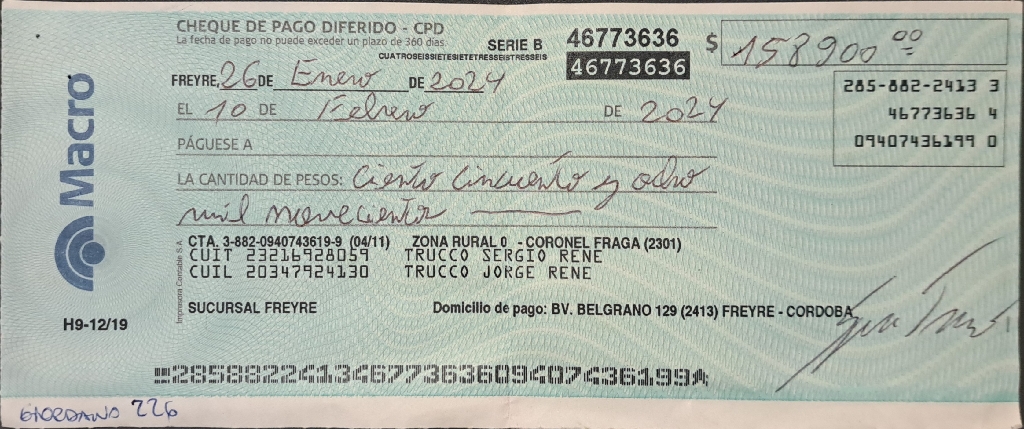 CHEQUE DE PAGO DIFERIDO - CPD
La fecha de pago no puede exceder un plazo de 360 días.
SERIE B 46773636 $ 158900 00
CUATROSEISSIETESIETETRESSEISTRESSEIS 46773636
285-882-2413 3
46773636 4
09407436199 0
FREYRE, 26 DE Enero DE 2024
EL 10 DE Febrero DE 2024
PÁGUESE A
LA CANTIDAD DE PESOS: Ciento Cincuenta y ocho
mil novecientos
CTA. 3-882-0940743619-9 (04/11) ZONA RURAL 0 - CORONEL FRAGA (2301)
CUIT 23216928059 TRUCCO SERGIO RENE
CUIL 20347924130 TRUCCO JORGE RENE
SUCURSAL FREYRE Domicilio de pago: BV. BELGRANO 129 (2413) FREYRE - CORDOBA
Macro
H9-12/19
Impresora Contable S.A.
285882241346773636094074361994
GIORDANO 226